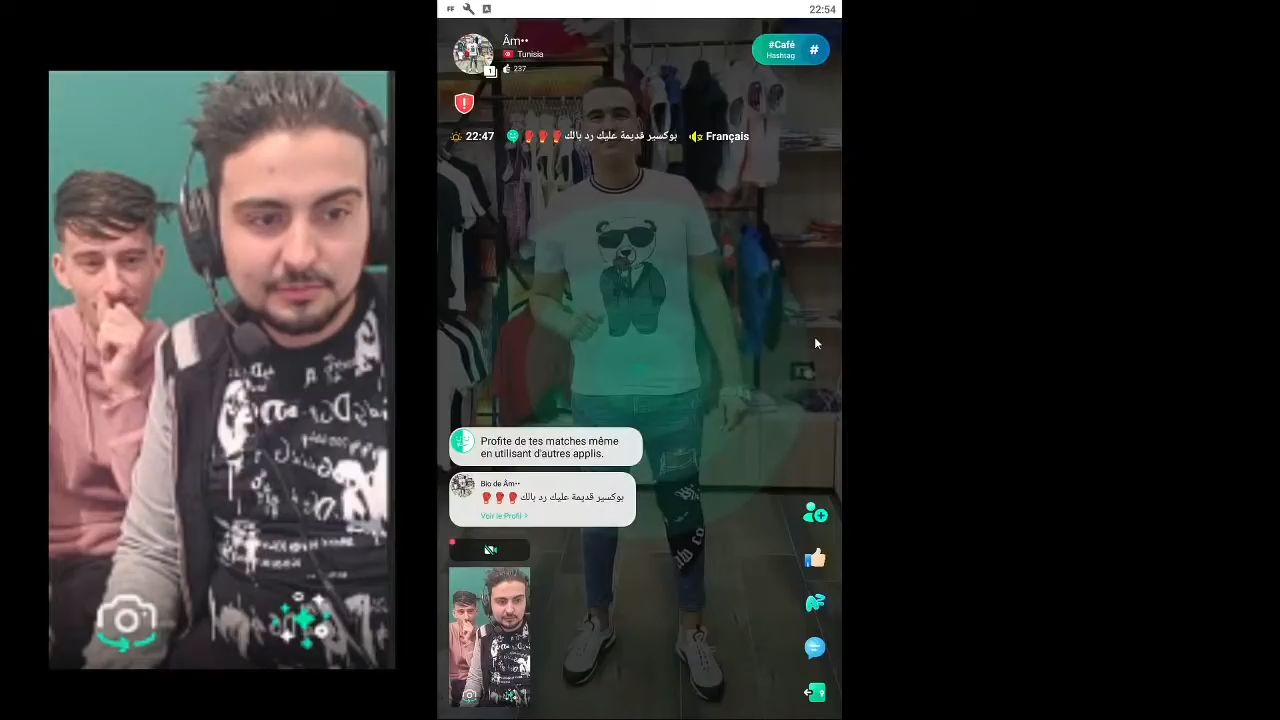 22:54
Âm••
Tunisia
237
#Café
Hashtag
#
22:47
بوكسير قديمة عليك رد بالك🥊🥊🥊
Français
Profite de tes matches même
en utilisant d'autres applis.
Bio de Âm••
بوكسير قديمة عليك رد بالك🥊🥊🥊
Voir le Profil >